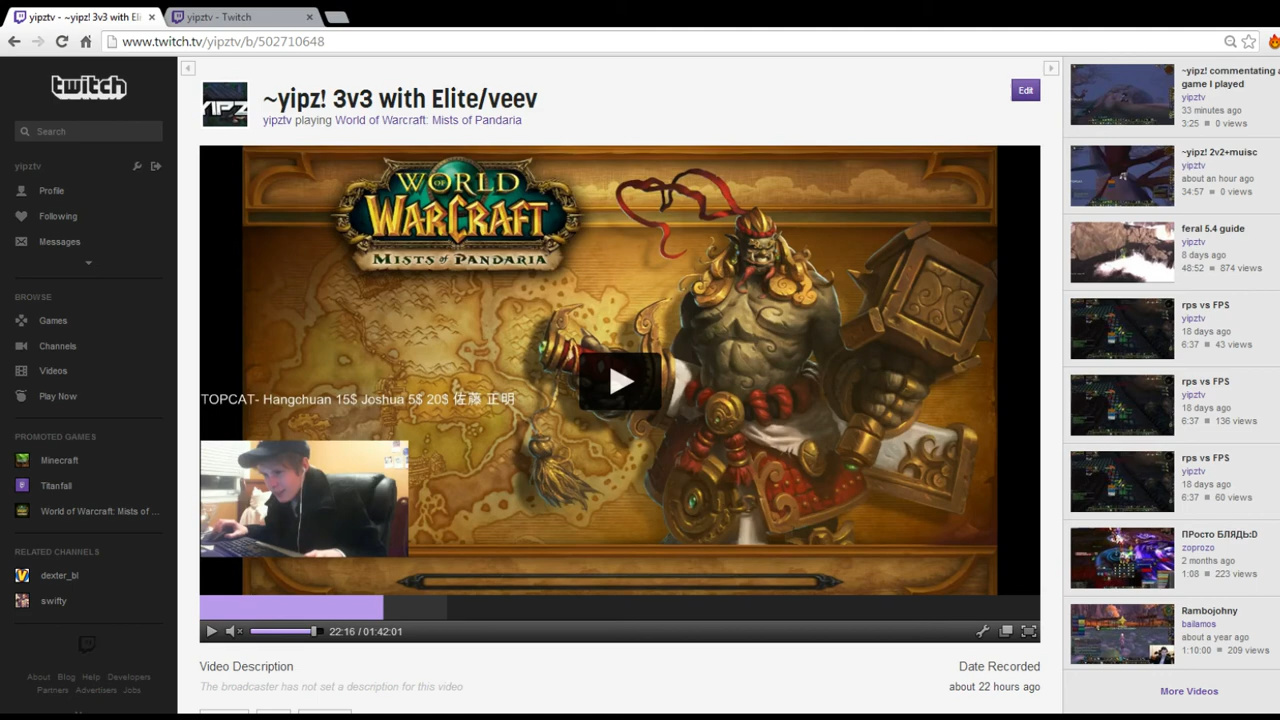 yipztv - ~yipz! 3v3 with Eli
yipztv - Twitch
www.twitch.tv/yipztv/b/502710648
twitch
Search
yipztv
Profile
Following
Messages
BROWSE
Games
Channels
Videos
Play Now
PROMOTED GAMES
Minecraft
Titanfall
World of Warcraft: Mists of ...
RELATED CHANNELS
dexter_bl
swifty
About Blog Help Developers
Partners Advertisers Jobs
YIPZ
~yipz! 3v3 with Elite/veev
yipztv playing World of Warcraft: Mists of Pandaria
Edit
WORLD
OF
WARCRAFT
MISTS of PANDARIA
TOPCAT- Hangchuan 15$ Joshua 5$ 20$ 佐藤 正明
22:16 / 01:42:01
Video Description
Date Recorded
The broadcaster has not set a description for this video
about 22 hours ago
~yipz! commentating a
game I played
yipztv
33 minutes ago
3:25 0 views
~yipz! 2v2+muisc
yipztv
about an hour ago
34:57 0 views
feral 5.4 guide
yipztv
8 days ago
48:52 874 views
rps vs FPS
yipztv
18 days ago
6:37 43 views
rps vs FPS
yipztv
18 days ago
6:37 136 views
rps vs FPS
yipztv
18 days ago
6:37 60 views
ПРосто БЛЯДЬ:D
zoprozo
2 months ago
1:08 223 views
Rambojohny
bailamos
about a year ago
1:10:00 209 views
More Videos